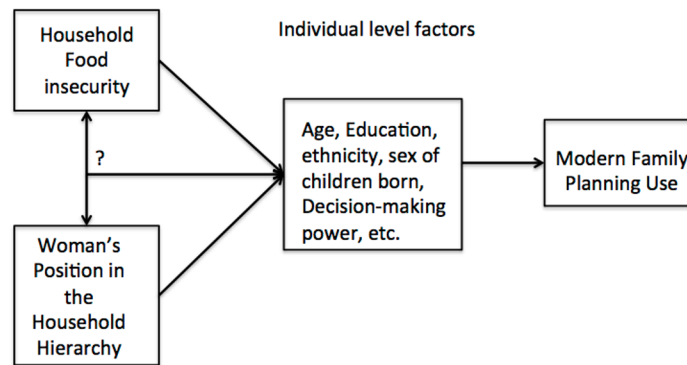 Household
Food
insecurity
Individual level factors
?
Age, Education,
ethnicity, sex of
children born,
Decision-making
power, etc.
Modern Family
Planning Use
Woman's
Position in
the
Household
Hierarchy